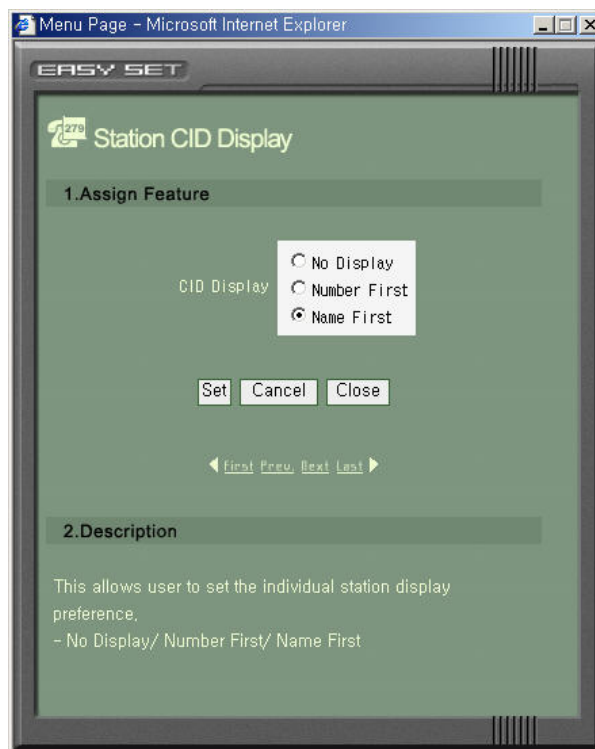 Menu Page - Microsoft Internet Explorer
EASY SET
279
Station CID Display
1.Assign Feature
CID Display
No Display
Number First
Name First
Set Cancel Close
First Prev. Next Last
2.Description
This allows user to set the individual station display
preference,
- No Display/ Number First/ Name First